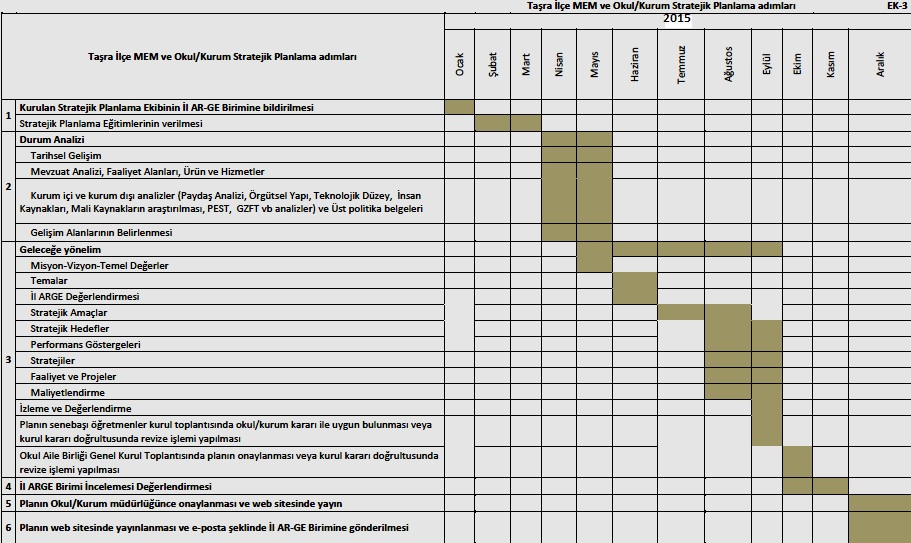 Taşra İlçe MEM ve Okul/Kurum Stratejik Planlama adımları EK-3
2015
Taşra İlçe MEM ve Okul/Kurum Stratejik Planlama adımları
Ocak
Şubat
Mart
Nisan
Mayıs
Haziran
Temmuz
Ağustos
Eylül
Ekim
Kasım
Aralık
1
Kurulan Stratejik Planlama Ekibinin İl AR-GE Birimine bildirilmesi
Stratejik Planlama Eğitimlerinin verilmesi
2
Durum Analizi
Tarihsel Gelişim
Mevzuat Analizi, Faaliyet Alanları, Ürün ve Hizmetler
Kurum içi ve kurum dışı analizler (Paydaş Analizi, Örgütsel Yapı, Teknolojik Düzey, İnsan
Kaynakları, Mali Kaynakların araştırılması, PEST, GZFT vb analizler) ve Üst politika belgeleri
Gelişim Alanlarının Belirlenmesi
3
Geleceğe yönelim
Misyon-Vizyon-Temel Değerler
Temalar
İl ARGE Değerlendirmesi
Stratejik Amaçlar
Stratejik Hedefler
Performans Göstergeleri
Stratejiler
Faaliyet ve Projeler
Maliyetlendirme
İzleme ve Değerlendirme
Planın senebaşı öğretmenler kurul toplantısında okul/kurum kararı ile uygun bulunması veya
kurul kararı doğrultusunda revize işlemi yapılması
Okul Aile Birliği Genel Kurul Toplantısında planın onaylanması veya kurul kararı doğrultusunda
revize işlemi yapılması
4 İl ARGE Birimi İncelemesi Değerlendirmesi
5 Planın Okul/Kurum müdürlüğünce onaylanması ve web sitesinde yayın
6 Planın web sitesinde yayınlanması ve e-posta şeklinde İl AR-GE Birimine gönderilmesi